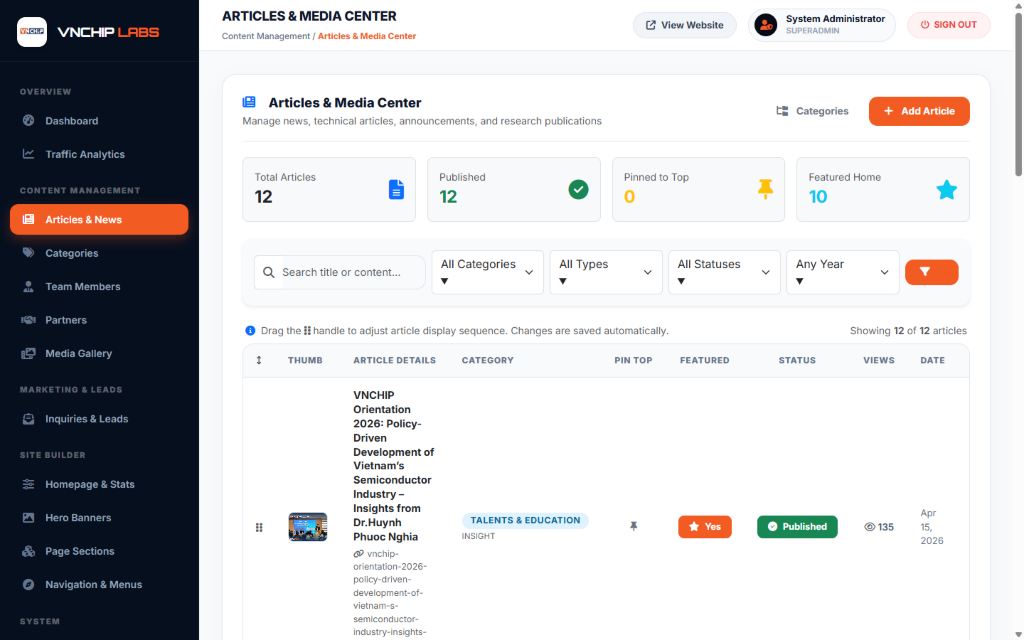 VNCHIP LABS
OVERVIEW
Dashboard
Traffic Analytics
CONTENT MANAGEMENT
Articles & News
Categories
Team Members
Partners
Media Gallery
MARKETING & LEADS
Inquiries & Leads
SITE BUILDER
Homepage & Stats
Hero Banners
Page Sections
Navigation & Menus
SYSTEM
ARTICLES & MEDIA CENTER
Content Management / Articles & Media Center
View Website
System Administrator
SUPERADMIN
SIGN OUT
Articles & Media Center
Manage news, technical articles, announcements, and research publications
Categories
Add Article
Total Articles
12
Published
12
Pinned to Top
0
Featured Home
10
Search title or content...
All Categories
All Types
All Statuses
Any Year
Drag the handle to adjust article display sequence. Changes are saved automatically.
Showing 12 of 12 articles
THUMB ARTICLE DETAILS CATEGORY PIN TOP FEATURED STATUS VIEWS DATE
VNCHIP
Orientation
2026: Policy-
Driven
Development of
Vietnam's
Semiconductor
Industry –
Insights from
Dr.Huynh
Phuoc Nghia
vnchip-
orientation-2026-
policy-driven-
development-of-
vietnam-s-
semiconductor-
industry-insights-
TALENTS & EDUCATION
INSIGHT
Yes
Published
135
Apr
15,
2026